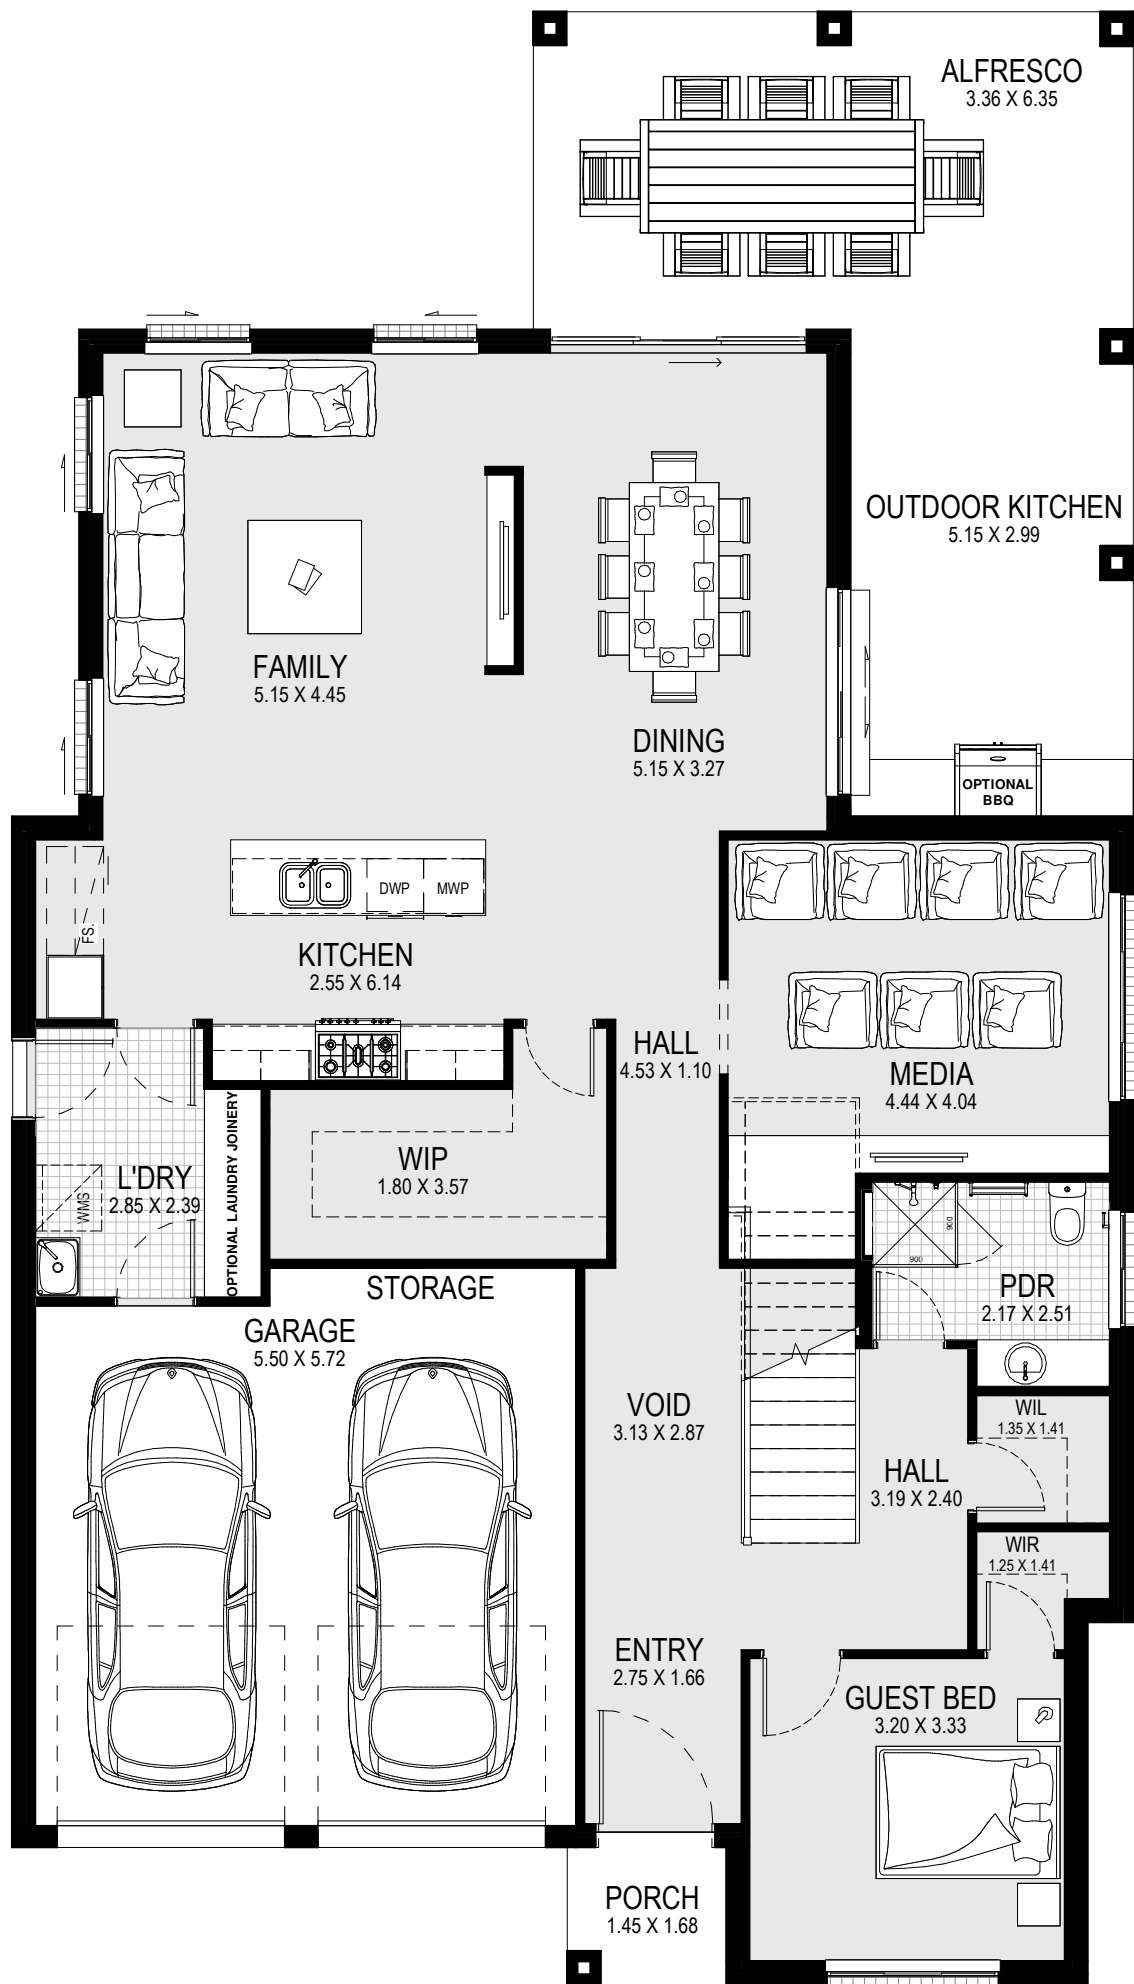 ALFRESCO
3.36 X 6.35
OUTDOOR KITCHEN
5.15 X 2.99
FAMILY
5.15 X 4.45
DINING
5.15 X 3.27
OPTIONAL
BBQ
DWP
MWP
FS.
KITCHEN
2.55 X 6.14
HALL
4.53 X 1.10
MEDIA
4.44 X 4.04
WIP
1.80 X 3.57
L'DRY
2.85 X 2.39
WMS
OPTIONAL LAUNDRY JOINERY
900
900
PDR
2.17 X 2.51
STORAGE
GARAGE
5.50 X 5.72
VOID
3.13 X 2.87
WIL
1.35 X 1.41
HALL
3.19 X 2.40
WIR
1.25 X 1.41
ENTRY
2.75 X 1.66
GUEST BED
3.20 X 3.33
PORCH
1.45 X 1.68